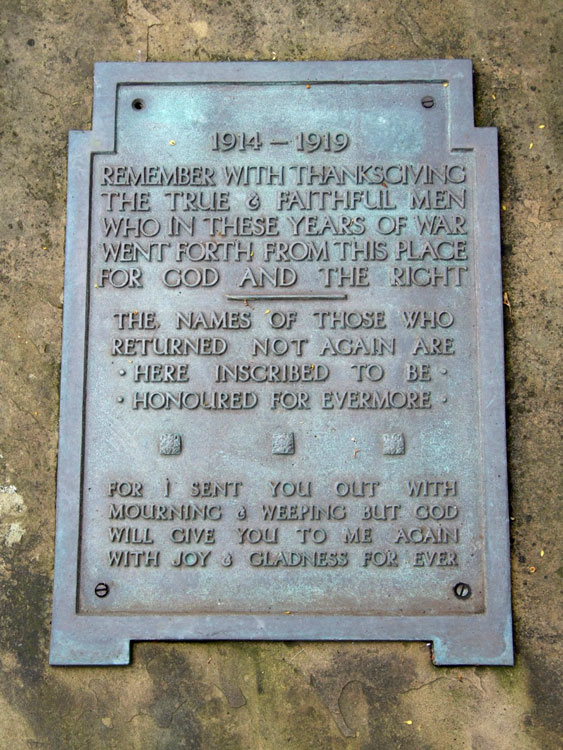 1914 – 1919
REMEMBER WITH THANKSGIVING
THE TRUE & FAITHFUL MEN
WHO IN THESE YEARS OF WAR
WENT FORTH FROM THIS PLACE
FOR GOD AND THE RIGHT
THE NAMES OF THOSE WHO
RETURNED NOT AGAIN ARE
· HERE INSCRIBED TO BE ·
· HONOURED FOR EVERMORE ·
FOR I SENT YOU OUT WITH
MOURNING & WEEPING BUT GOD
WILL GIVE YOU TO ME AGAIN
WITH JOY & GLADNESS FOR EVER